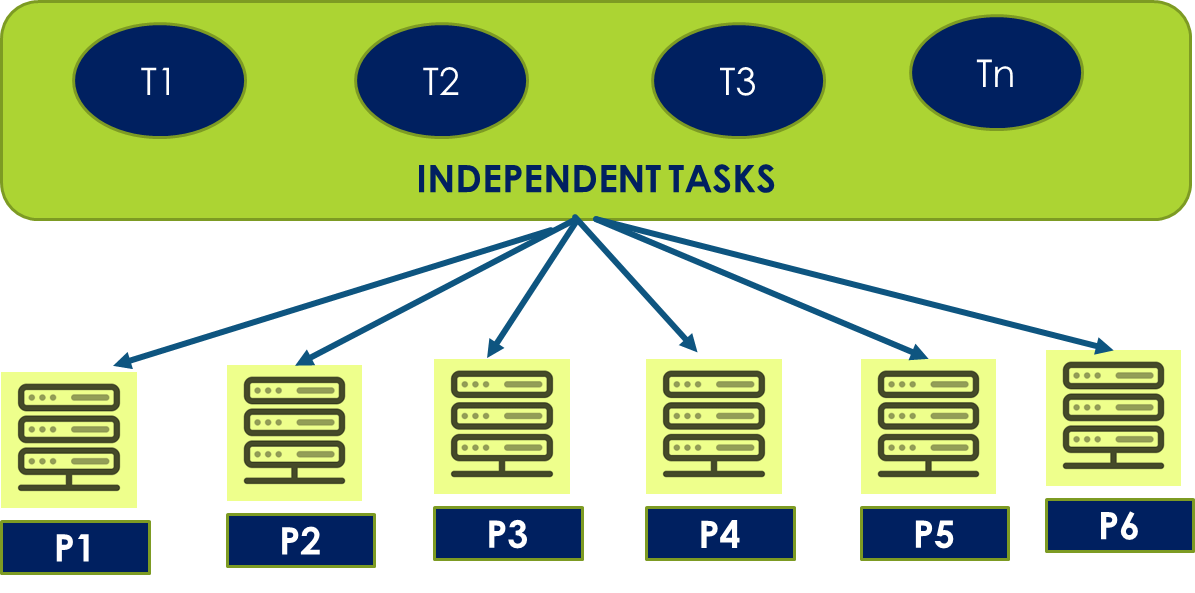 T1 T2 T3 Tn
INDEPENDENT TASKS
P1 P2 P3 P4 P5 P6